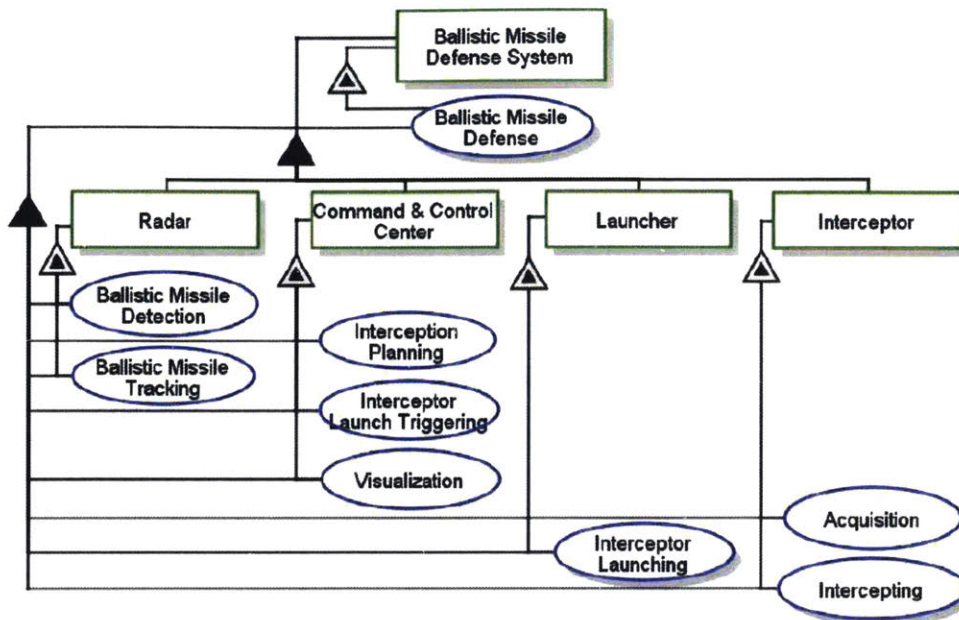 Ballistic Missile
Defense System
Ballistic Missile
Defense
Radar
Command & Control
Center
Launcher
Interceptor
Ballistic Missile
Detection
Interception
Planning
Ballistic Missile
Tracking
Interceptor
Launch Triggering
Visualization
Acquisition
Interceptor
Launching
Intercepting